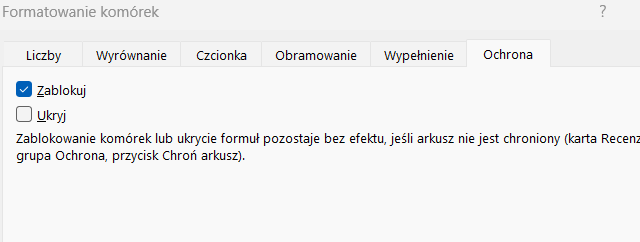 Formatowanie komórek ?
Liczby Wyrównanie Czcionka Obramowanie Wypełnienie Ochrona
Zablokuj
Ukryj
Zablokowanie komórek lub ukrycie formuł pozostaje bez efektu, jeśli arkusz nie jest chroniony (karta Recenz
grupa Ochrona, przycisk Chroń arkusz).